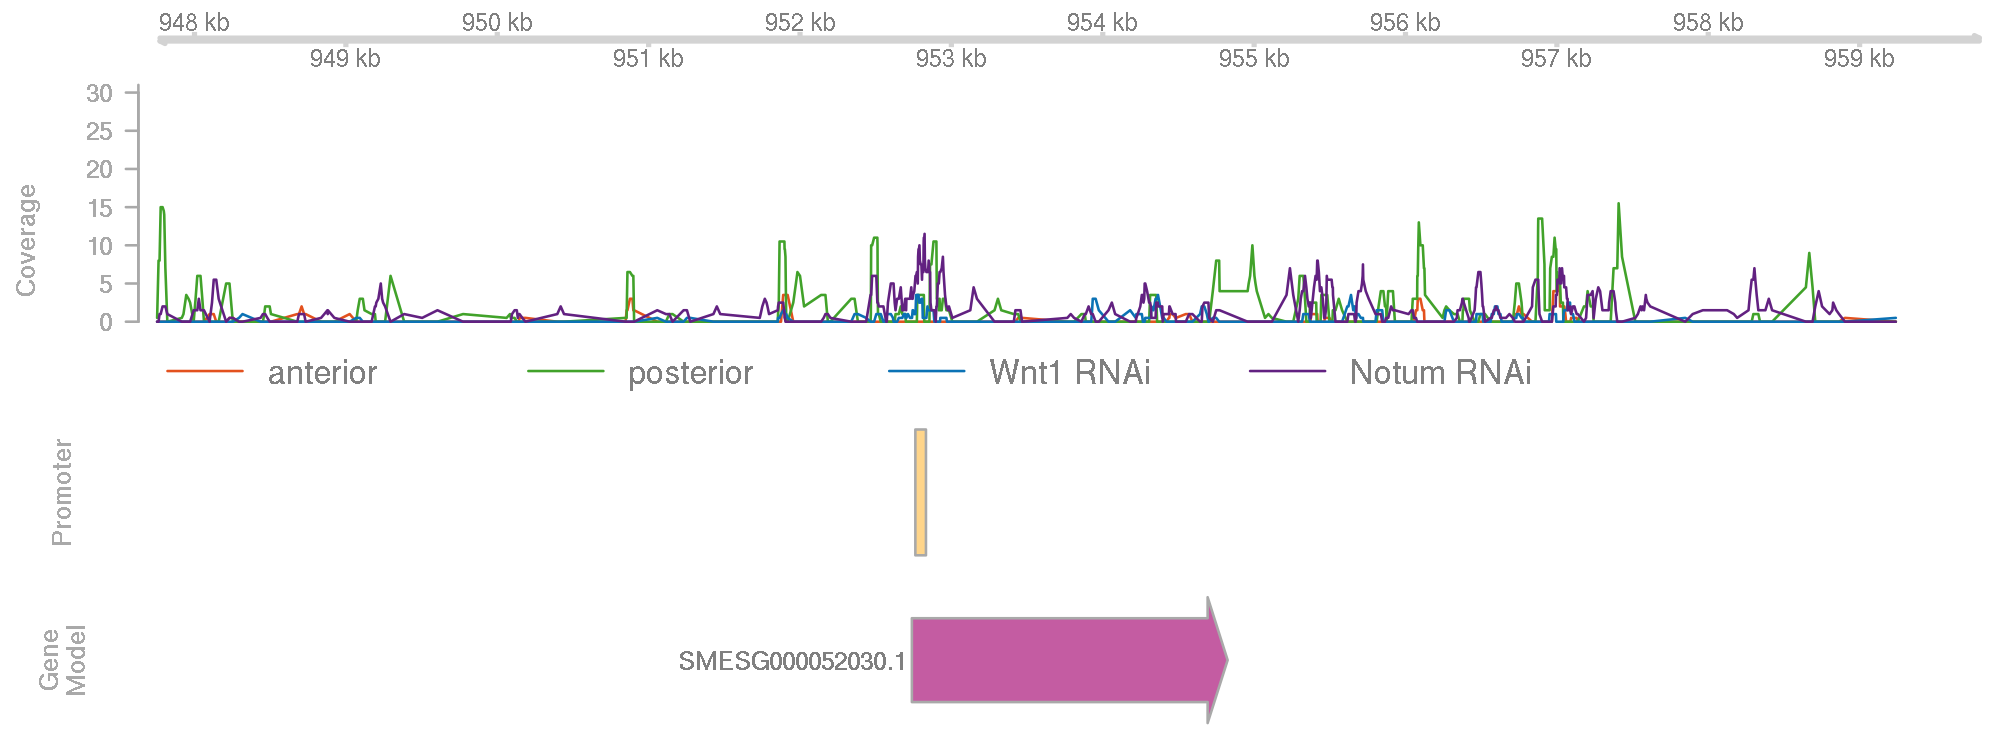 948 kb 950 kb 952 kb 954 kb 956 kb 958 kb
949 kb 951 kb 953 kb 955 kb 957 kb 959 kb
Coverage
30
25
20
15
10
5
0
anterior posterior Wnt1 RNAi Notum RNAi
Promoter
Gene
Model
SMESG000052030.1